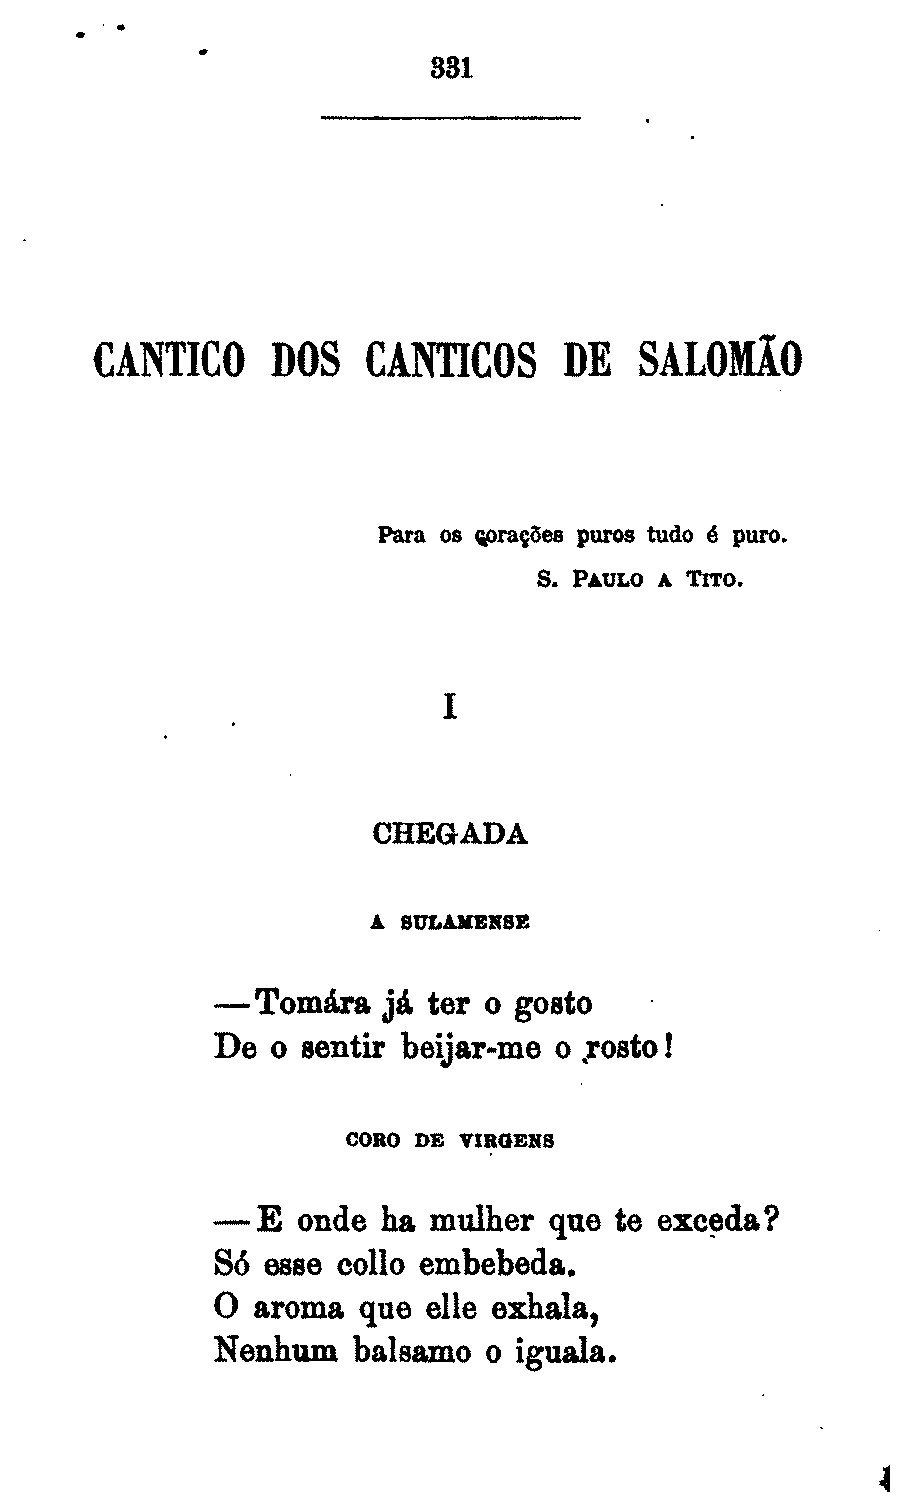 331
CANTICO DOS CANTICOS DE SALOMÃO
Para os corações puros tudo é puro.
S. PAULO A TITO.
I
CHEGADA
A SULAMENSE
—Tomára já ter o gosto
De o sentir beijar-me o rosto!
CORO DE VIRGENS
—E onde ha mulher que te exceda?
Só esse collo embebeda.
O aroma que elle exhala,
Nenhum balsamo o iguala.